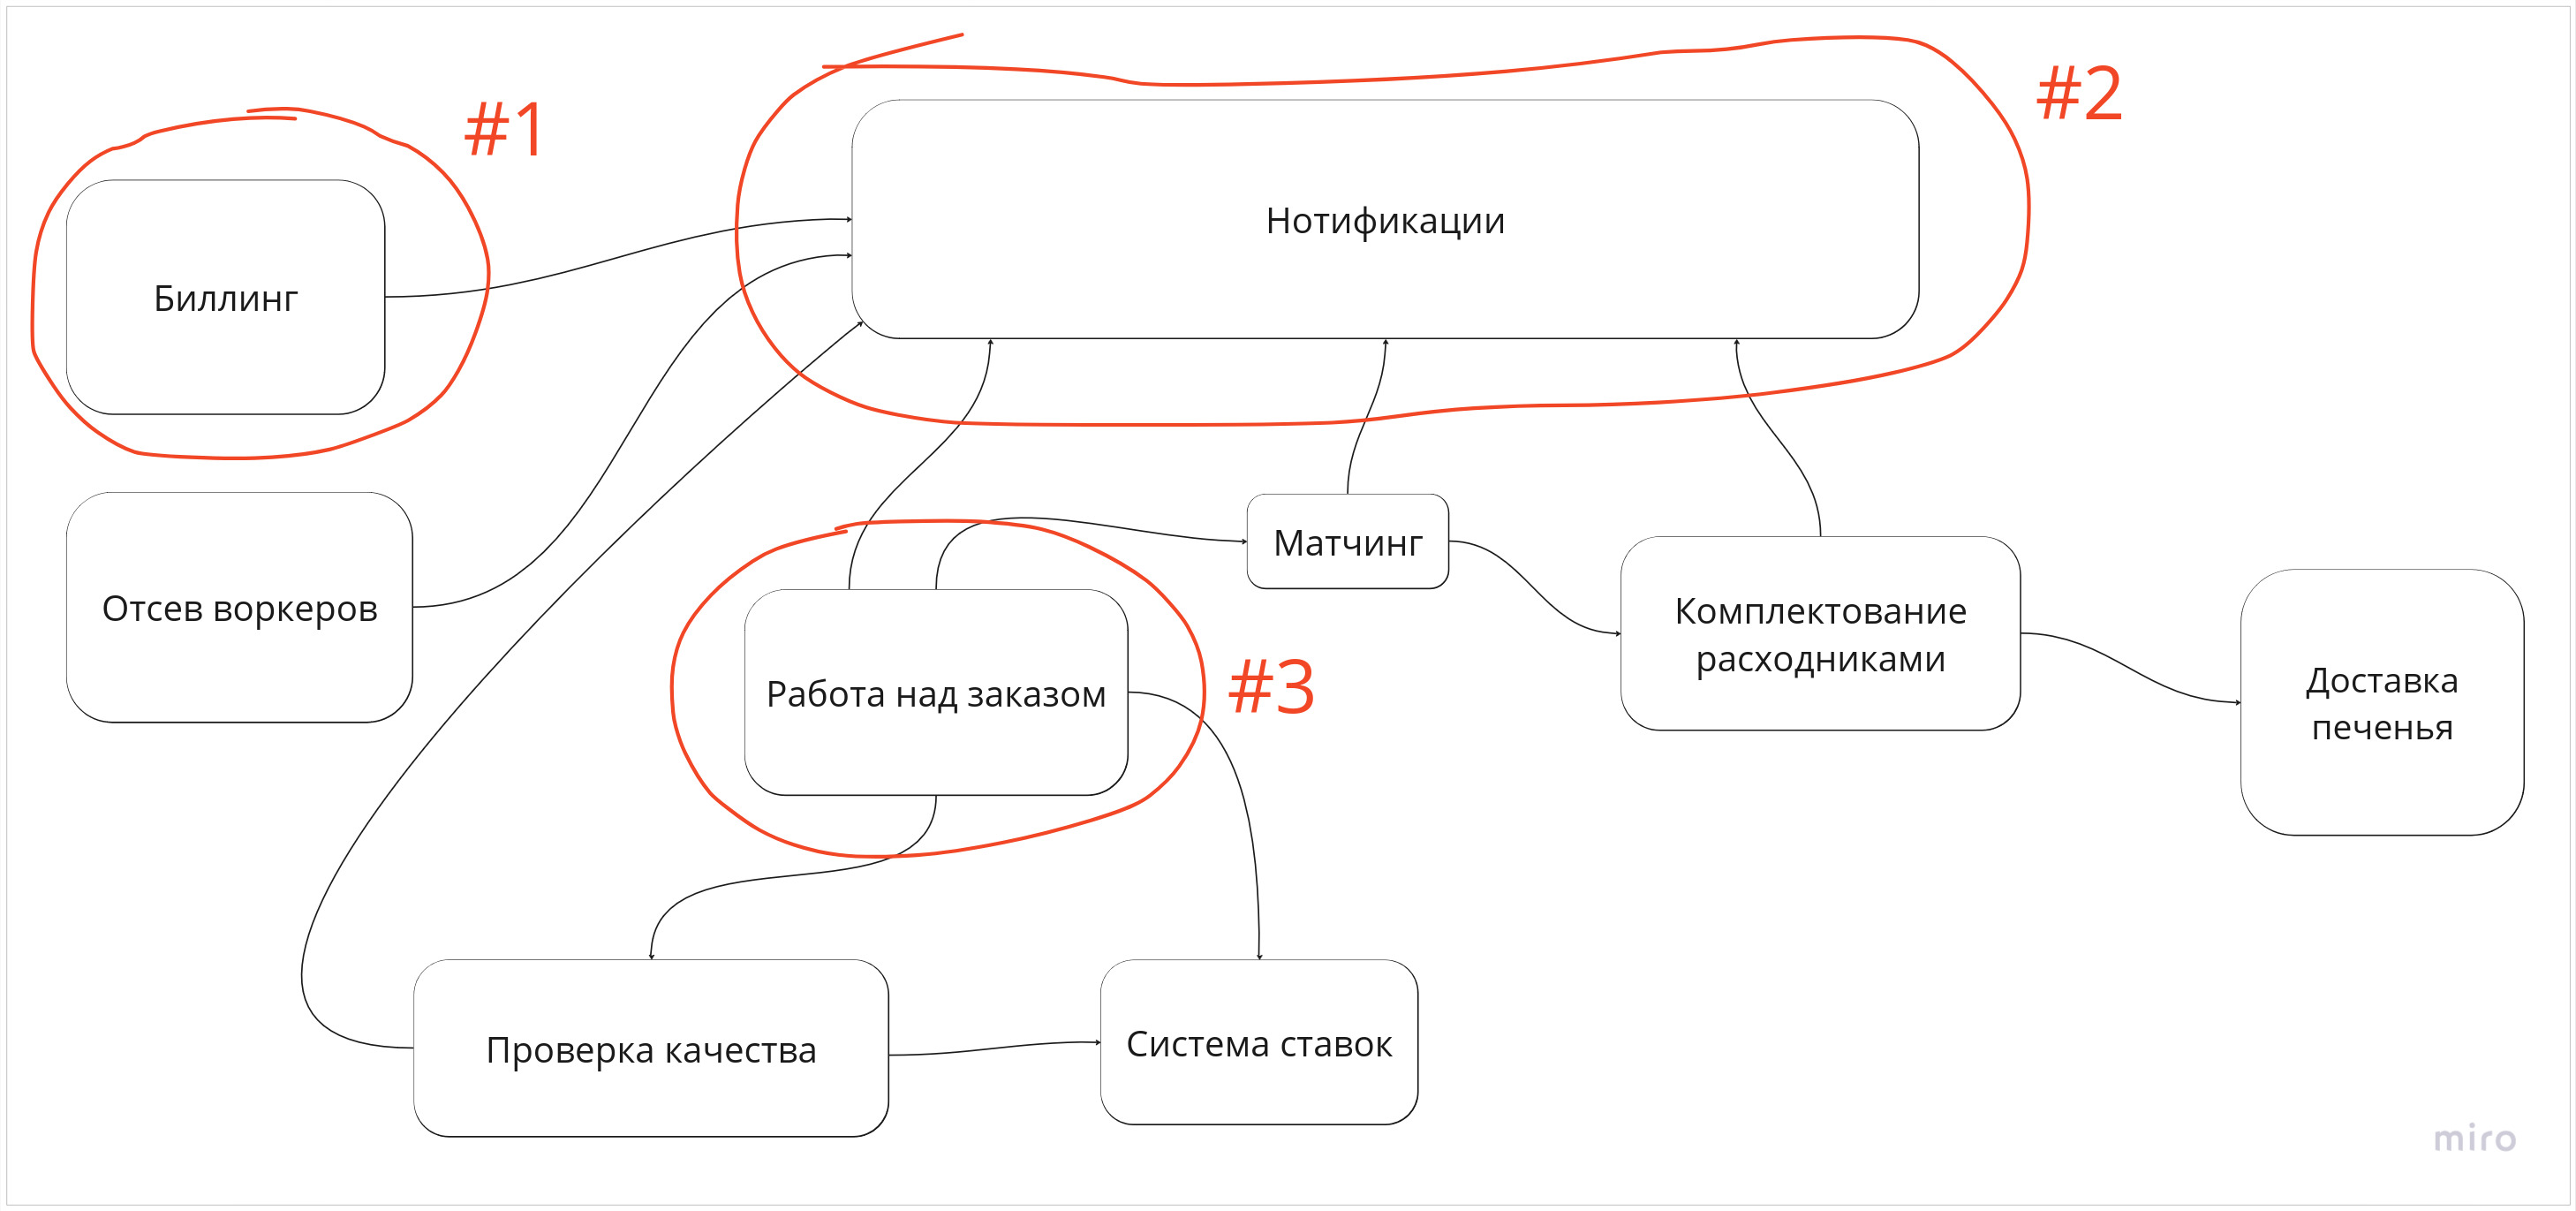 #1
#2
Нотификации
Биллинг
Отсев воркеров
Матчинг
Работа над заказом
#3
Комплектование
расходниками
Доставка
печенья
Проверка качества
Система ставок
miro